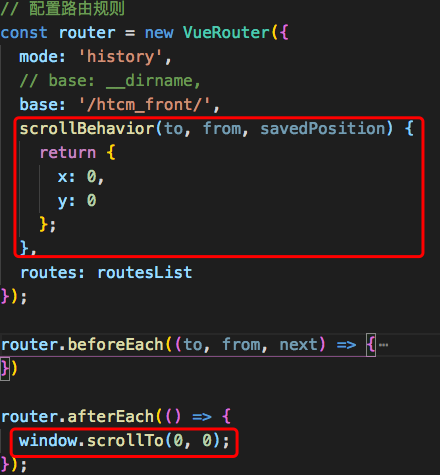 // 配置路由规则
const router = new VueRouter({
  mode: 'history',
  // base: __dirname,
  base: '/htcm_front/',
  scrollBehavior(to, from, savedPosition) {
    return {
      x: 0,
      y: 0
    };
  },
  routes: routesList
});

router.beforeEach((to, from, next) => {⋯
})

router.afterEach(() => {
  window.scrollTo(0, 0);
});